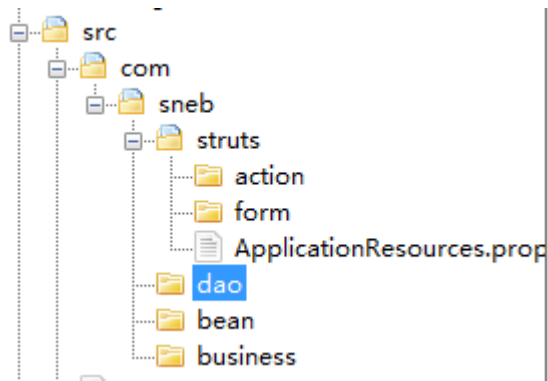 src
com
sneb
struts
action
form
ApplicationResources.prop
dao
bean
business